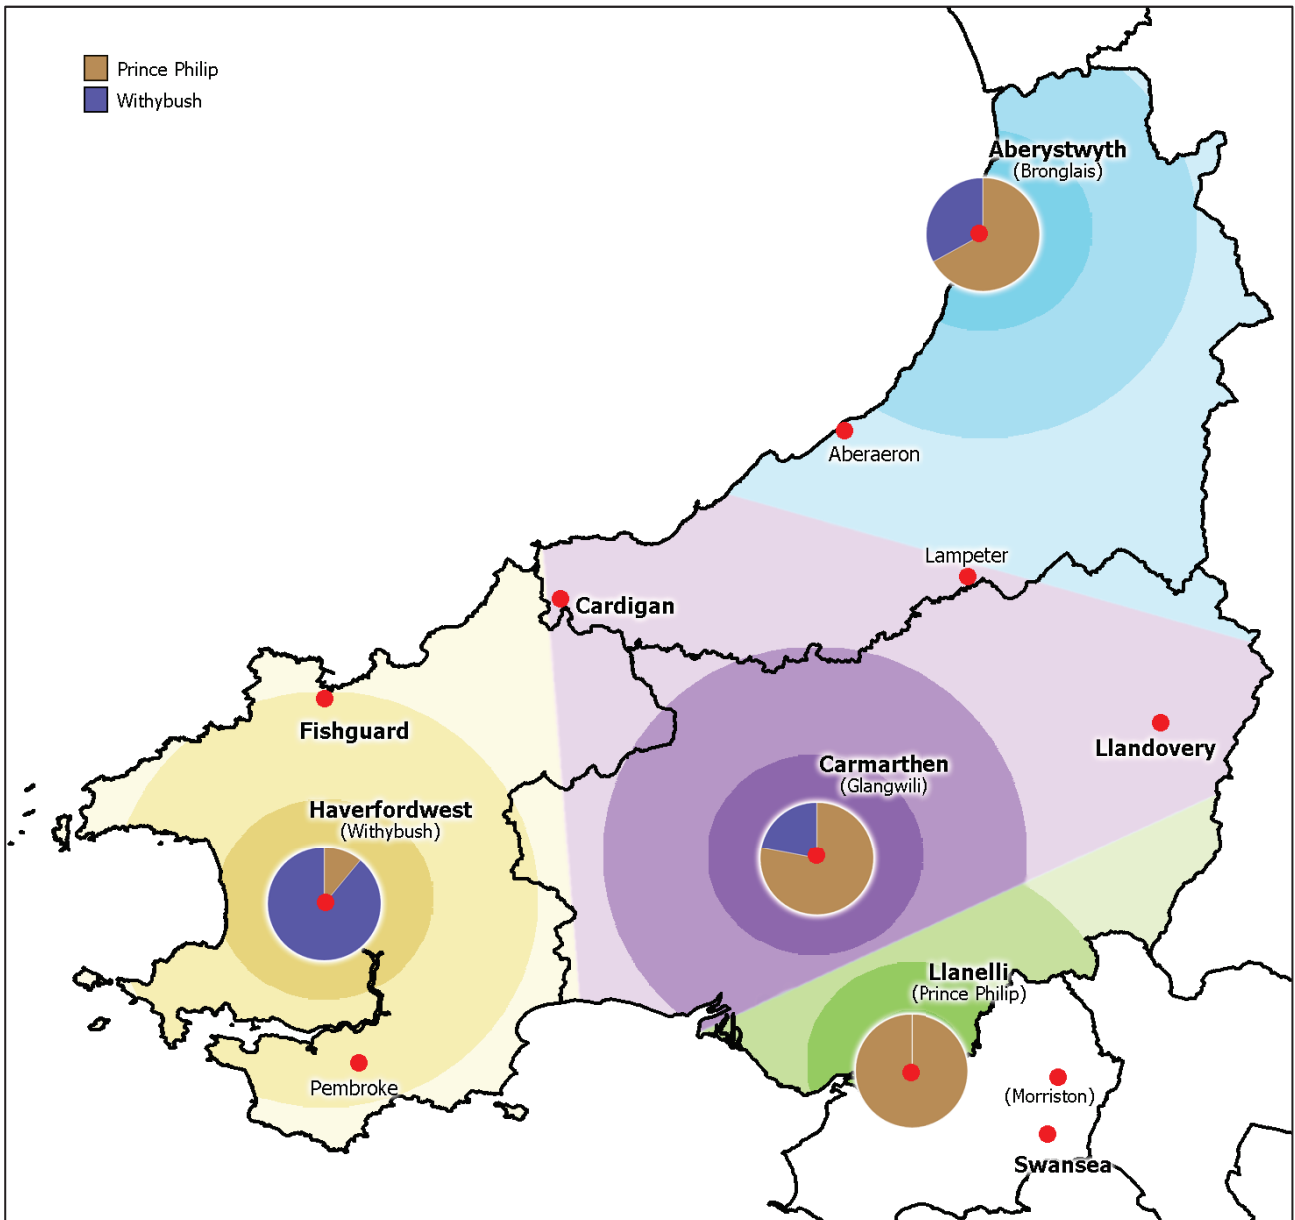 Prince Philip
Withybush
Aberystwyth
(Bronglais)
Aberaeron
Lampeter
Cardigan
Fishguard
Llandovery
Carmarthen
(Glangwili)
Haverfordwest
(Withybush)
Llanelli
(Prince Philip)
Pembroke
(Morriston)
Swansea